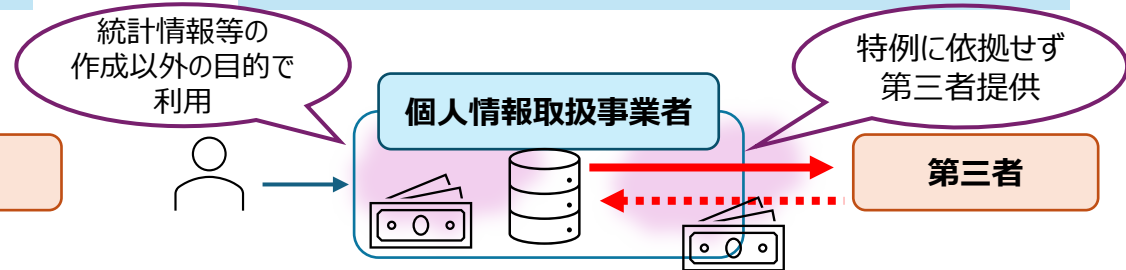 統計情報等の
作成以外の目的で
利用
特例に依拠せず
第三者提供
個人情報取扱事業者
第三者